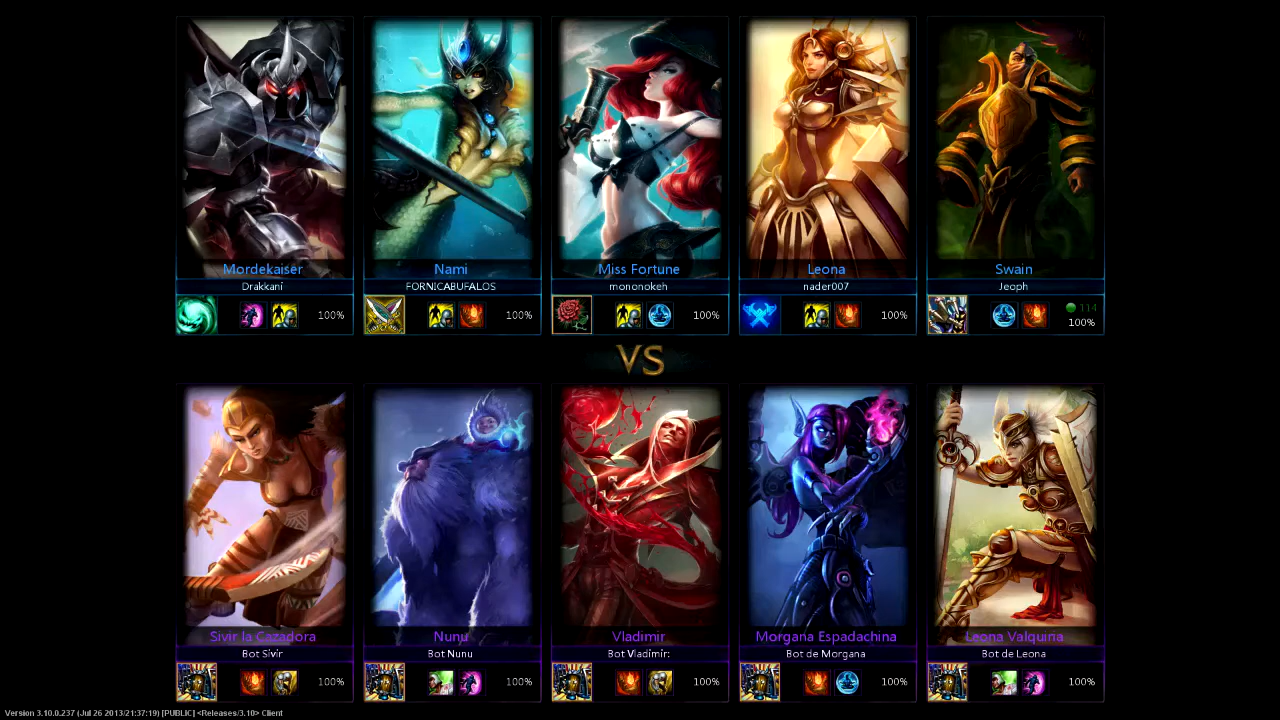 Mordekaiser
Drakkani
100%
Nami
FORNICABUFALOS
100%
Miss Fortune
mononokeh
100%
Leona
nader007
100%
Swain
Jeoph
114
100%
VS
Sivir la Cazadora
Bot Sivir
100%
Nunu
Bot Nunu
100%
Vladimir
Bot Vladimir:
100%
Morgana Espadachina
Bot de Morgana
100%
Leona Valquiria
Bot de Leona
100%
Version 3.10.0.237 (Jul 26 2013/21:37:19) [PUBLIC] <Releases/3.10> Client